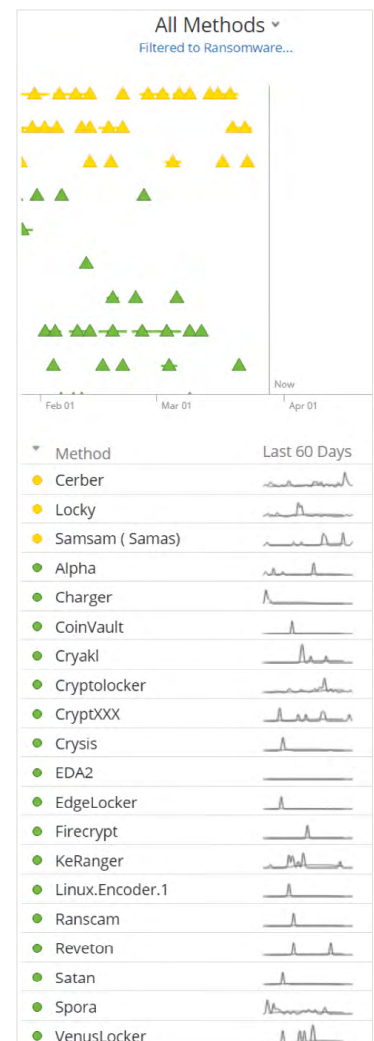 All Methods
Filtered to Ransomware...
Now
Feb 01 Mar 01 Apr 01
Method Last 60 Days
Cerber
Locky
Samsam ( Samas)
Alpha
Charger
CoinVault
Cryakl
Cryptolocker
CryptXXX
Crysis
EDA2
EdgeLocker
Firecrypt
KeRanger
Linux.Encoder.1
Ranscam
Reveton
Satan
Spora
VenusLocker